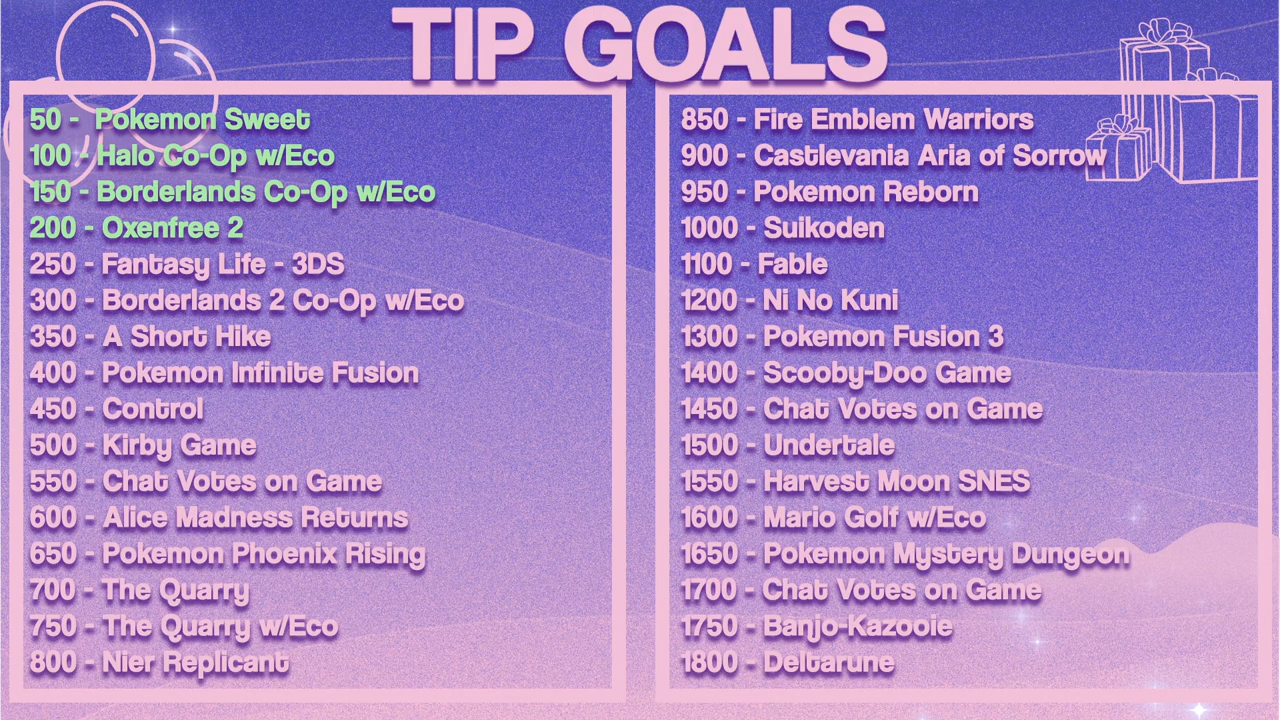 TIP GOALS
50 - Pokemon Sweet
100 - Halo Co-Op w/Eco
150 - Borderlands Co-Op w/Eco
200 - Oxenfree 2
250 - Fantasy Life - 3DS
300 - Borderlands 2 Co-Op w/Eco
350 - A Short Hike
400 - Pokemon Infinite Fusion
450 - Control
500 - Kirby Game
550 - Chat Votes on Game
600 - Alice Madness Returns
650 - Pokemon Phoenix Rising
700 - The Quarry
750 - The Quarry w/Eco
800 - Nier Replicant
850 - Fire Emblem Warriors
900 - Castlevania Aria of Sorrow
950 - Pokemon Reborn
1000 - Suikoden
1100 - Fable
1200 - Ni No Kuni
1300 - Pokemon Fusion 3
1400 - Scooby-Doo Game
1450 - Chat Votes on Game
1500 - Undertale
1550 - Harvest Moon SNES
1600 - Mario Golf w/Eco
1650 - Pokemon Mystery Dungeon
1700 - Chat Votes on Game
1750 - Banjo-Kazooie
1800 - Deltarune